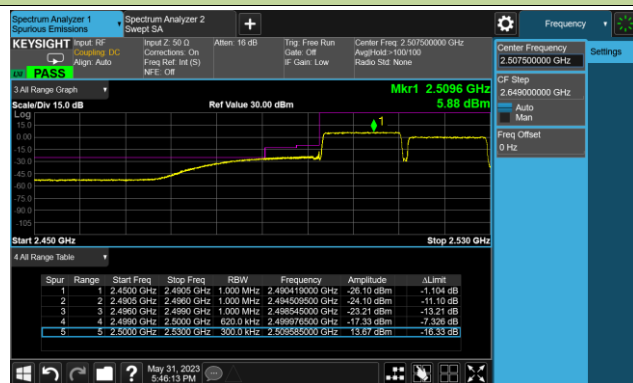 Spectrum Analyzer 1
Spurious Emissions
Spectrum Analyzer 2
Swept SA
+
Frequency
KEYSIGHT
Input: RF
Coupling: DC
Align: Auto
Input Z: 50 Ω
Corrections: On
Freq Ref: Int (S)
NFE: Off
Atten: 16 dB
Trig: Free Run
Gate: Off
IF Gain: Low
Center Freq: 2.507500000 GHz
Avg|Hold:>100/100
Radio Std: None
PASS
Center Frequency
2.507500000 GHz
Settings
CF Step
2.649000000 GHz
Auto
Man
Freq Offset
0 Hz
3 All Range Graph
Scale/Div 15.0 dB
Ref Value 30.00 dBm
Mkr1 2.5096 GHz
5.88 dBm
Log
15.0
0.00
-15.0
-30.0
-45.0
-60.0
-75.0
-90.0
-105
1
Start 2.450 GHz
Stop 2.530 GHz
4 All Range Table
Spur Range Start Freq Stop Freq RBW Frequency Amplitude ΔLimit
1 1 2.4500 GHz 2.4905 GHz 1.000 MHz 2.490419000 GHz -26.10 dBm -1.104 dB
2 2 2.4905 GHz 2.4960 GHz 1.000 MHz 2.494509500 GHz -24.10 dBm -11.10 dB
3 3 2.4960 GHz 2.4990 GHz 1.000 MHz 2.498545000 GHz -23.21 dBm -13.21 dB
4 4 2.4990 GHz 2.5000 GHz 620.0 kHz 2.499976500 GHz -17.33 dBm -7.326 dB
5 5 2.5000 GHz 2.5300 GHz 300.0 kHz 2.509585000 GHz 13.67 dBm -16.33 dB
?
May 31, 2023
5:46:13 PM